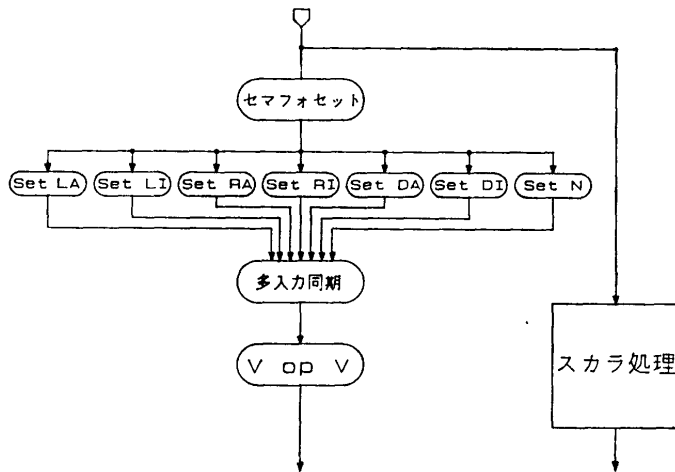 セマフォセット
Set LA
Set LI
Set RA
Set RI
Set DA
Set DI
Set N
多入力同期
V op V
スカラ処理